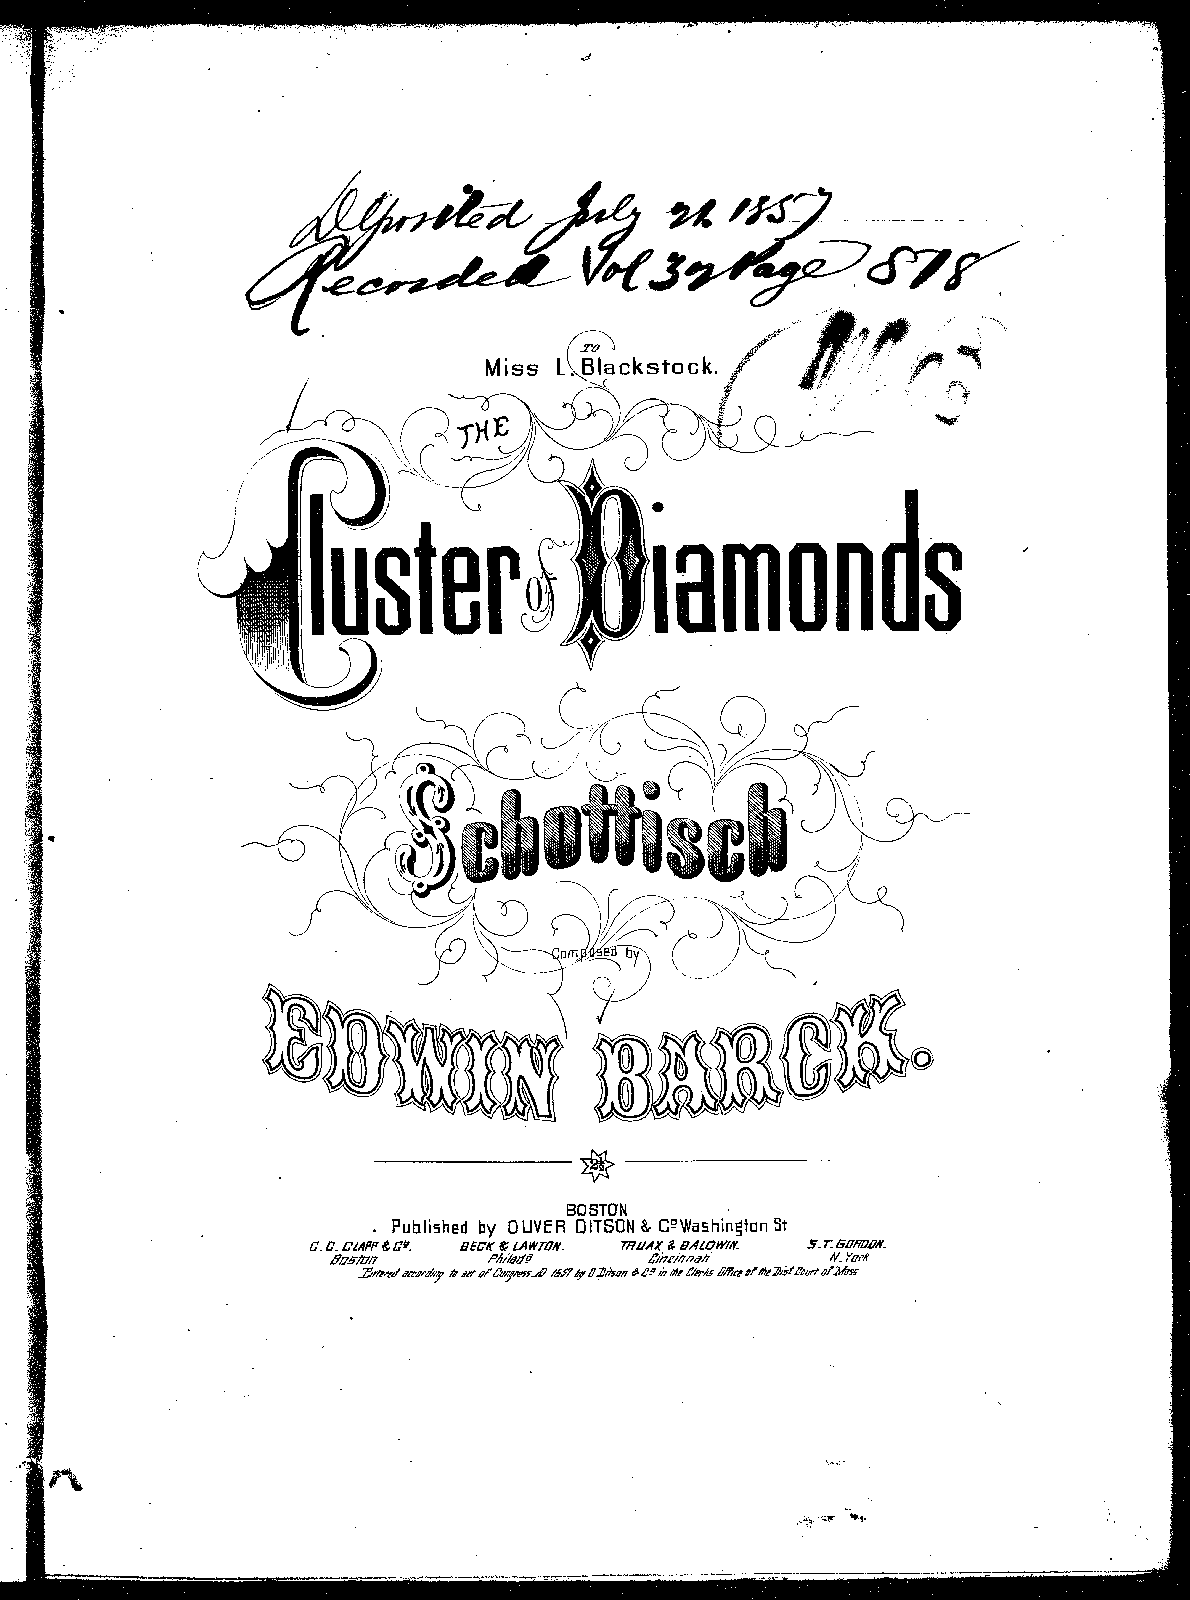 Deposited July 21, 1857
Recorded Vol 32 Page 578
TO
Miss L. Blackstock.
THE
Cluster of Diamonds
Schottisch
Composed by
EDWIN BARCK.
2½
BOSTON
Published by OLIVER DITSON & Cº Washington St
C. C. CLAPP & Cº. BECK & LAWTON. TRUAX & BALDWIN. S. T. GORDON.
Boston Philadª Cincinnati N. York
Entered according to act of Congress AD 1857 by O Ditson & Cº in the Clerks Office of the Dist Court of Mass